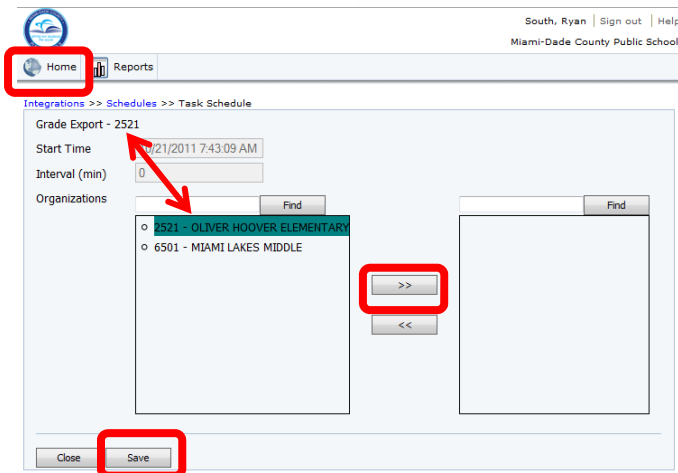 South, Ryan | Sign out | Help
Miami-Dade County Public School
Home Reports
Integrations >> Schedules >> Task Schedule
Grade Export - 2521
Start Time 0/21/2011 7:43:09 AM
Interval (min) 0
Organizations Find Find
2521 - OLIVER HOOVER ELEMENTARY
6501 - MIAMI LAKES MIDDLE
>>
<<
Close Save